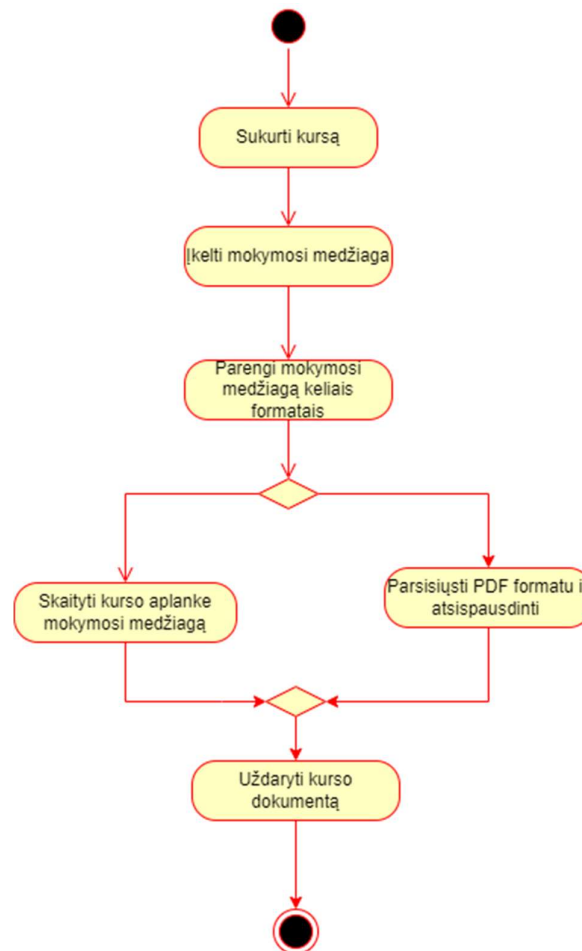 Sukurti kursą
Įkelti mokymosi medžiaga
Parengi mokymosi
medžiagą keliais
formatais
Skaityti kurso aplanke
mokymosi medžiagą
Parsisiųsti PDF formatu i
atsispausdinti
Uždaryti kurso
dokumentą